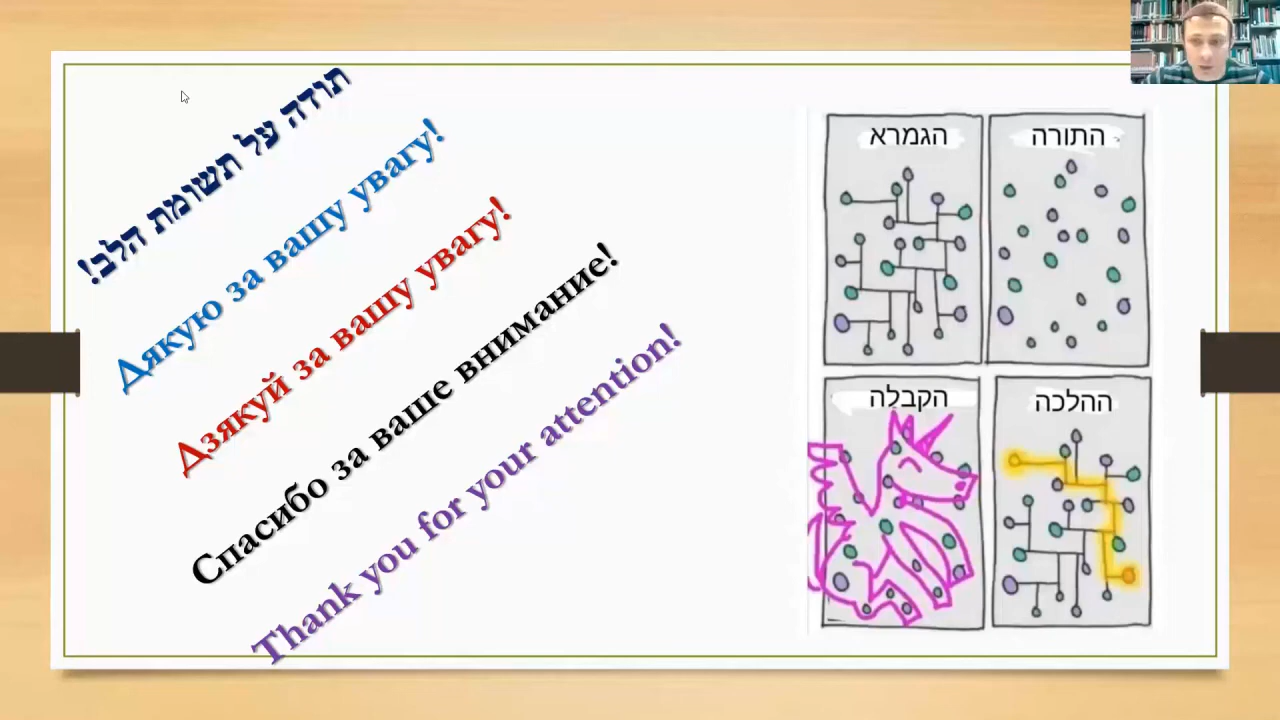 תודה על תשומת הלב!
Дякую за вашу увагу!
Дзякуй за вашу увагу!
Спасибо за ваше внимание!
Thank you for your attention!
התורה
הגמרא
ההלכה
הקבלה